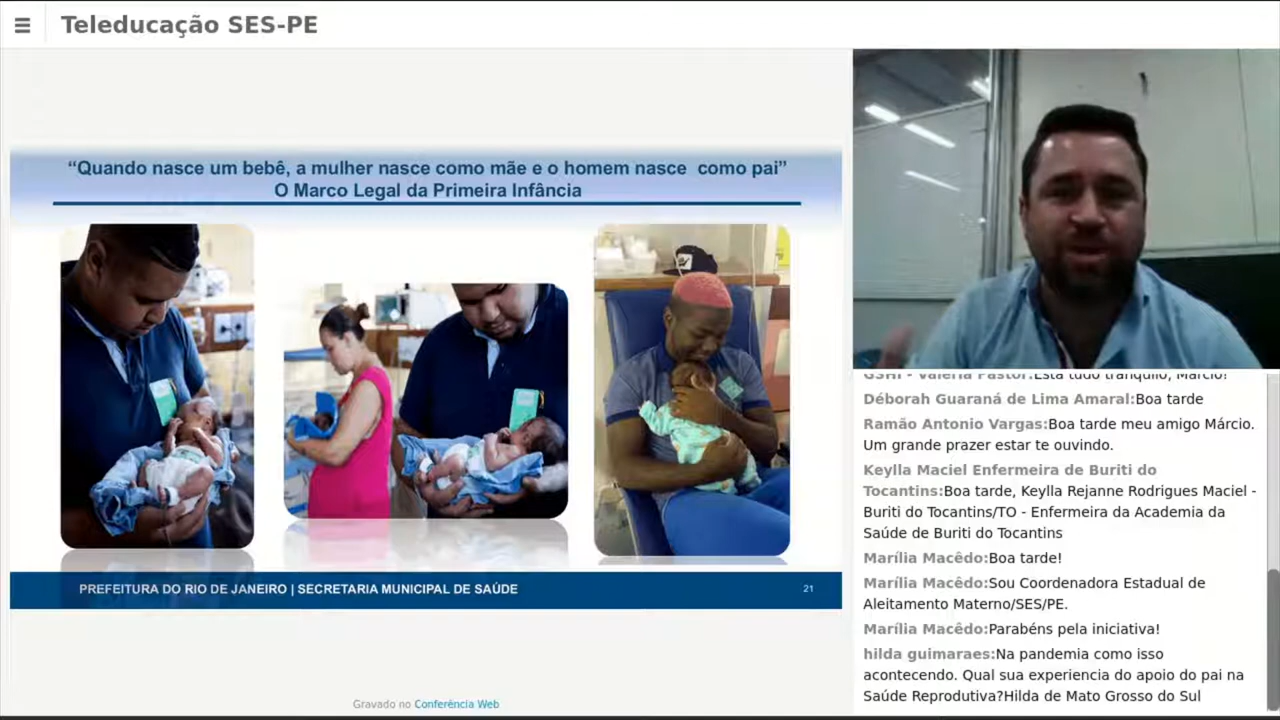 Teleducação SES-PE
“Quando nasce um bebê, a mulher nasce como mãe e o homem nasce como pai”
O Marco Legal da Primeira Infância
PREFEITURA DO RIO DE JANEIRO | SECRETARIA MUNICIPAL DE SAÚDE
21
Gravado no Conferência Web
GSHI - Valeria Pastor:Está tudo tranquilo, Marcio!
Déborah Guaraná de Lima Amaral:Boa tarde
Ramão Antonio Vargas:Boa tarde meu amigo Márcio.
Um grande prazer estar te ouvindo.
Keylla Maciel Enfermeira de Buriti do
Tocantins:Boa tarde, Keylla Rejanne Rodrigues Maciel -
Buriti do Tocantins/TO - Enfermeira da Academia da
Saúde de Buriti do Tocantins
Marília Macêdo:Boa tarde!
Marília Macêdo:Sou Coordenadora Estadual de
Aleitamento Materno/SES/PE.
Marília Macêdo:Parabéns pela iniciativa!
hilda guimaraes:Na pandemia como isso
acontecendo. Qual sua experiencia do apoio do pai na
Saúde Reprodutiva?Hilda de Mato Grosso do Sul